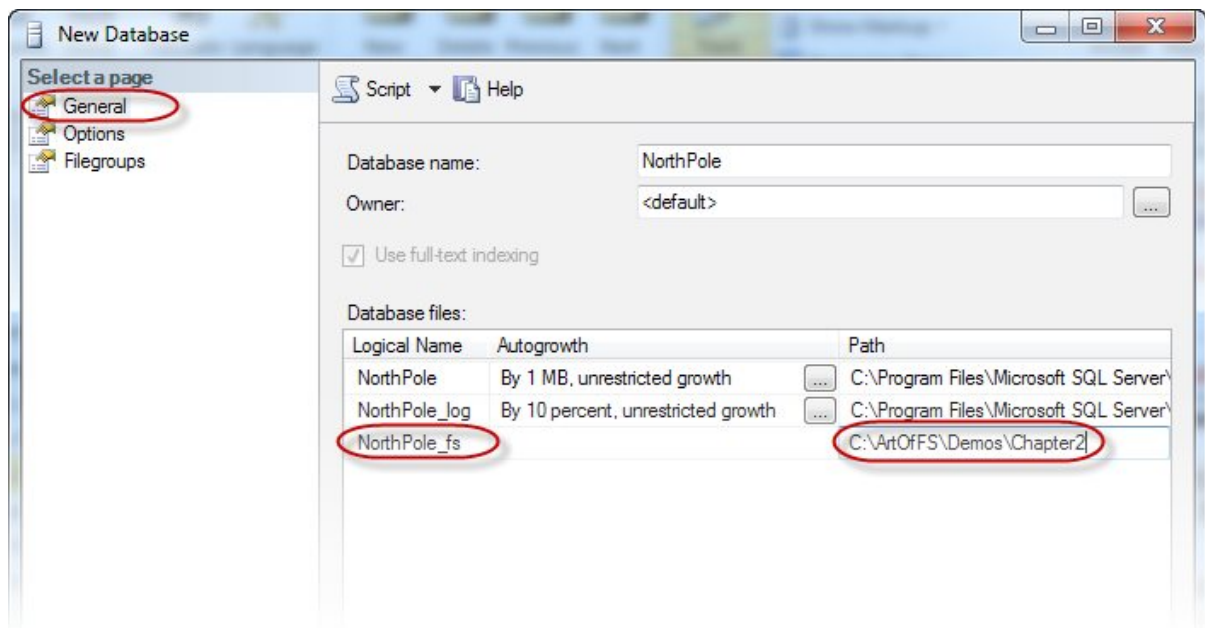 New Database
Select a page
General
Options
Filegroups
Script Help
Database name: NorthPole
Owner: <default> ...
Use full-text indexing
Database files:
Logical Name Autogrowth Path
NorthPole By 1 MB, unrestricted growth ... C:\Program Files\Microsoft SQL Server\
NorthPole_log By 10 percent, unrestricted growth ... C:\Program Files\Microsoft SQL Server\
NorthPole_fs C:\ArtOfFS\Demos\Chapter2